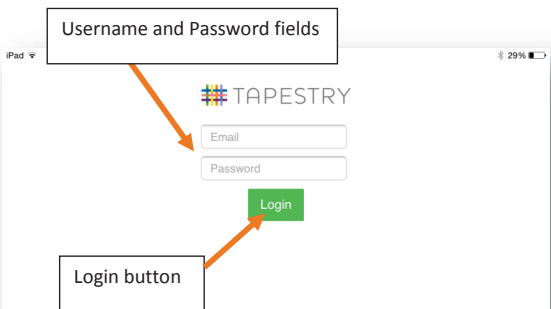 Username and Password fields
iPad
29%
TAPESTRY
Email
Password
Login
Login button